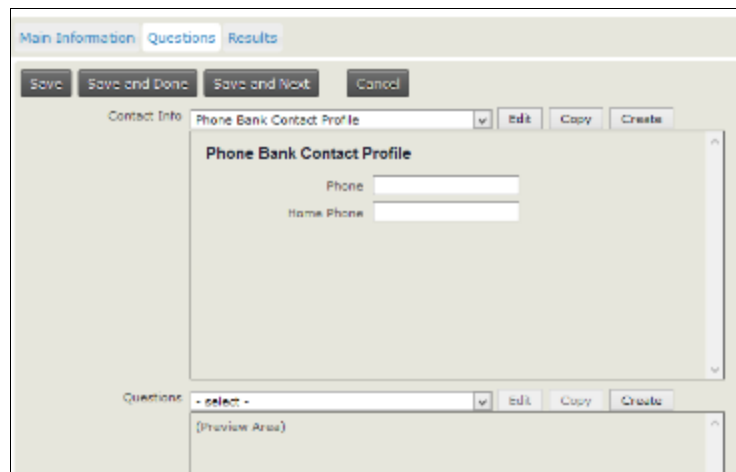 Main Information Questions Results
Save Save and Done Save and Next Cancel
Contact Info Phone Bank Contact Profile Edit Copy Create
Phone Bank Contact Profile
Phone
Home Phone
Questions - select - Edit Copy Create
(Preview Area)